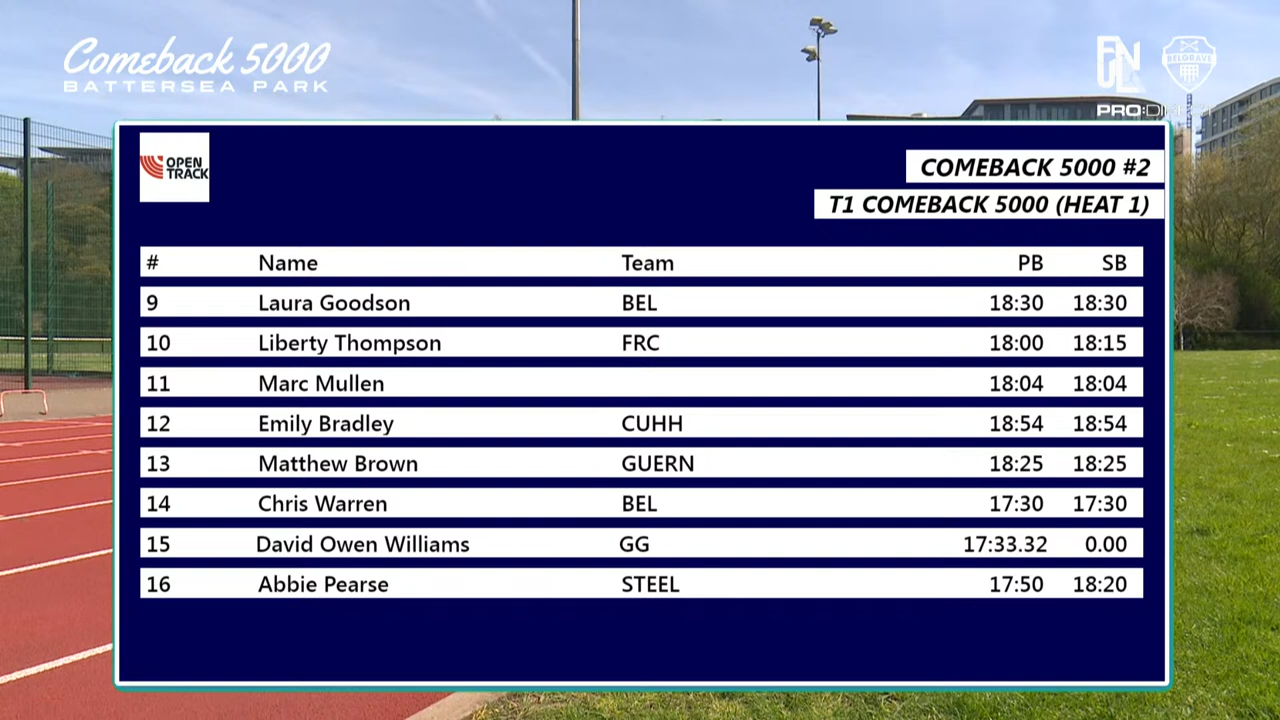 Comeback 5000
BATTERSEA PARK
BELGRAVE
PRO:DI
OPEN
TRACK
COMEBACK 5000 #2
T1 COMEBACK 5000 (HEAT 1)
# Name Team PB SB
9 Laura Goodson BEL 18:30 18:30
10 Liberty Thompson FRC 18:00 18:15
11 Marc Mullen 18:04 18:04
12 Emily Bradley CUHH 18:54 18:54
13 Matthew Brown GUERN 18:25 18:25
14 Chris Warren BEL 17:30 17:30
15 David Owen Williams GG 17:33.32 0.00
16 Abbie Pearse STEEL 17:50 18:20